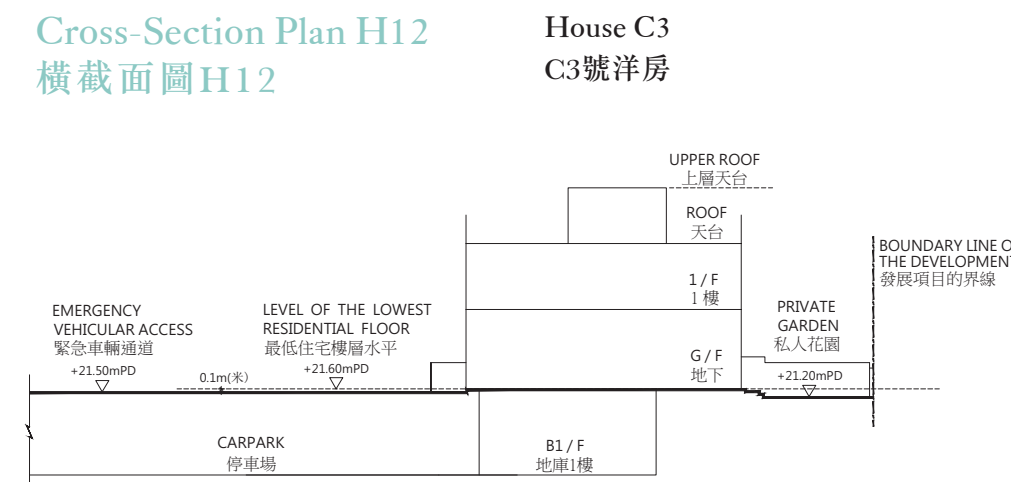 Cross-Section Plan H12
橫截面圖H12
House C3
C3號洋房
UPPER ROOF
上層天台
ROOF
天台
BOUNDARY LINE O
THE DEVELOPMENT
發展項目的界線
1 / F
1 樓
EMERGENCY
VEHICULAR ACCESS
緊急車輛通道
+21.50mPD
LEVEL OF THE LOWEST
RESIDENTIAL FLOOR
最低住宅樓層水平
+21.60mPD
0.1m(米)
PRIVATE
GARDEN
私人花園
+21.20mPD
G / F
地下
CARPARK
停車場
B1 / F
地庫1樓